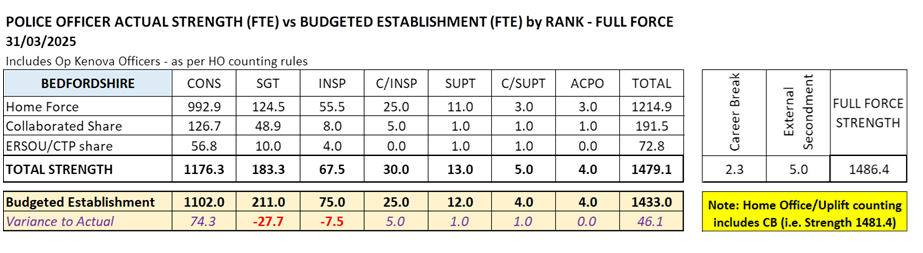 POLICE OFFICER ACTUAL STRENGTH (FTE) vs BUDGETED ESTABLISHMENT (FTE) by RANK - FULL FORCE
31/03/2025
Includes Op Kenova Officers - as per HO counting rules
BEDFORDSHIRE CONS SGT INSP C/INSP SUPT C/SUPT ACPO TOTAL
Home Force 992.9 124.5 55.5 25.0 11.0 3.0 3.0 1214.9
Collaborated Share 126.7 48.9 8.0 5.0 1.0 1.0 1.0 191.5
ERSOU/CTP share 56.8 10.0 4.0 0.0 1.0 1.0 0.0 72.8
TOTAL STRENGTH 1176.3 183.3 67.5 30.0 13.0 5.0 4.0 1479.1
Budgeted Establishment 1102.0 211.0 75.0 25.0 12.0 4.0 4.0 1433.0
Variance to Actual 74.3 -27.7 -7.5 5.0 1.0 1.0 0.0 46.1
Career Break
External
Secondment
FULL FORCE
STRENGTH
2.3 5.0 1486.4
Note: Home Office/Uplift counting
includes CB (i.e. Strength 1481.4)